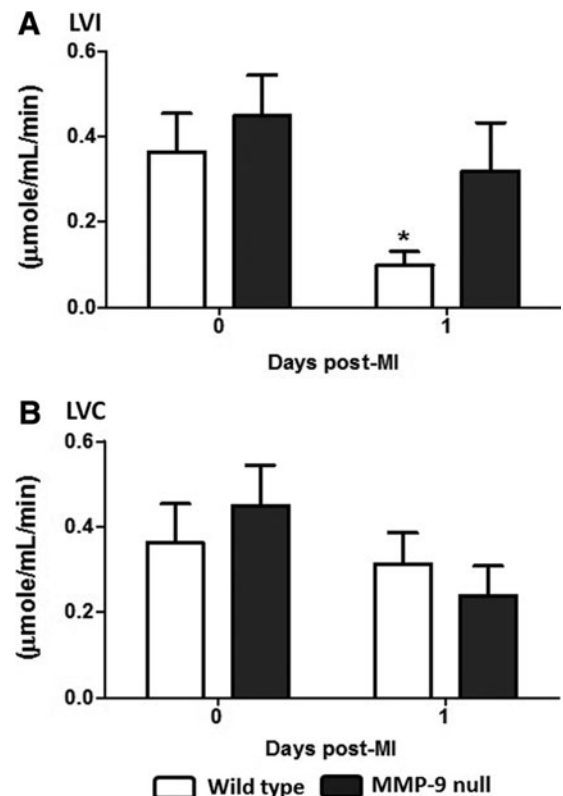 A LVI
(µmole/mL/min)
0.6
0.4
0.2
0.0
*
0 1
Days post-MI
B LVC
(µmole/mL/min)
0.6
0.4
0.2
0.0
0 1
Days post-MI
Wild type MMP-9 null